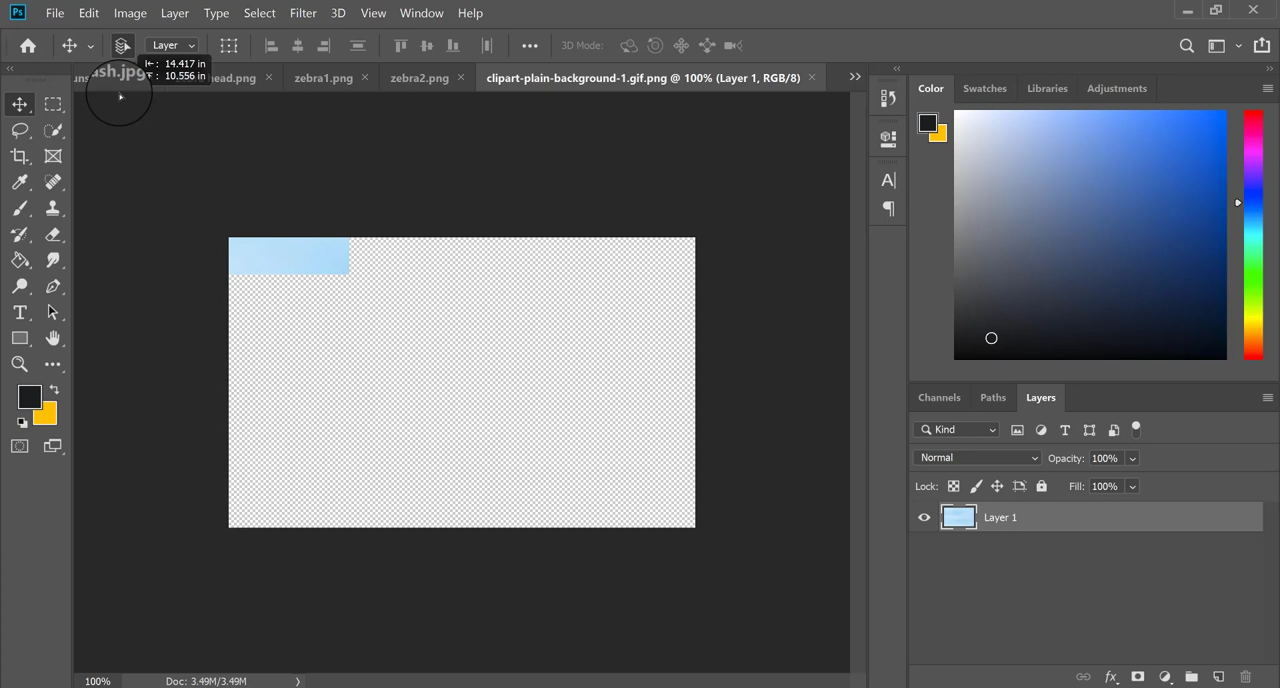 Ps File Edit Image Layer Type Select Filter 3D View Window Help
Layer 3D Mode:
14.417 in
10.556 in
ash.jpg
zebra1.png zebra2.png clipart-plain-background-1.gif.png @ 100% (Layer 1, RGB/8)
Color Swatches Libraries Adjustments
Channels Paths Layers
Kind
Normal Opacity: 100%
Lock: Fill: 100%
Layer 1
100% Doc: 3.49M/3.49M